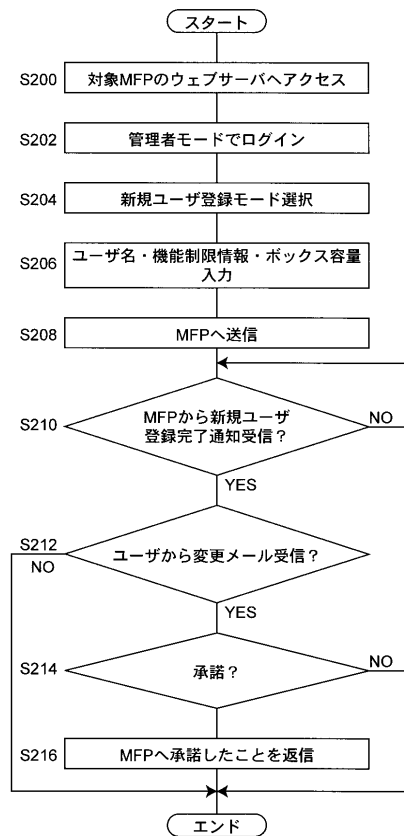 スタート
S200
対象MFPのウェブサーバへアクセス
S202
管理者モードでログイン
S204
新規ユーザ登録モード選択
S206
ユーザ名・機能制限情報・ボックス容量
入力
S208
MFPへ送信
S210
MFPから新規ユーザ
登録完了通知受信？
NO
YES
S212
ユーザから変更メール受信？
NO
YES
S214
承諾？
NO
S216
MFPへ承諾したことを返信
エンド